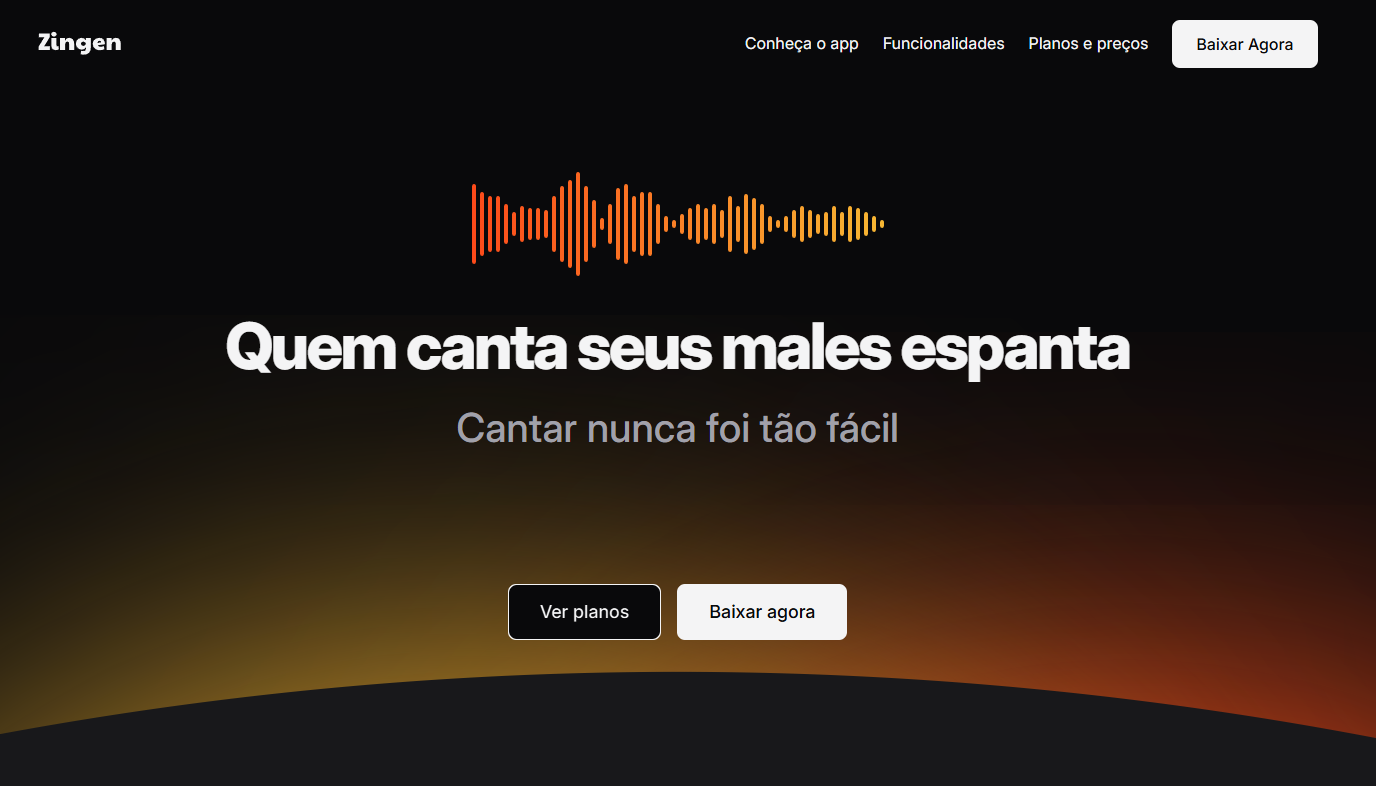 Zingen
Conheça o app
Funcionalidades
Planos e preços
Baixar Agora
Quem canta seus males espanta
Cantar nunca foi tão fácil
Ver planos
Baixar agora